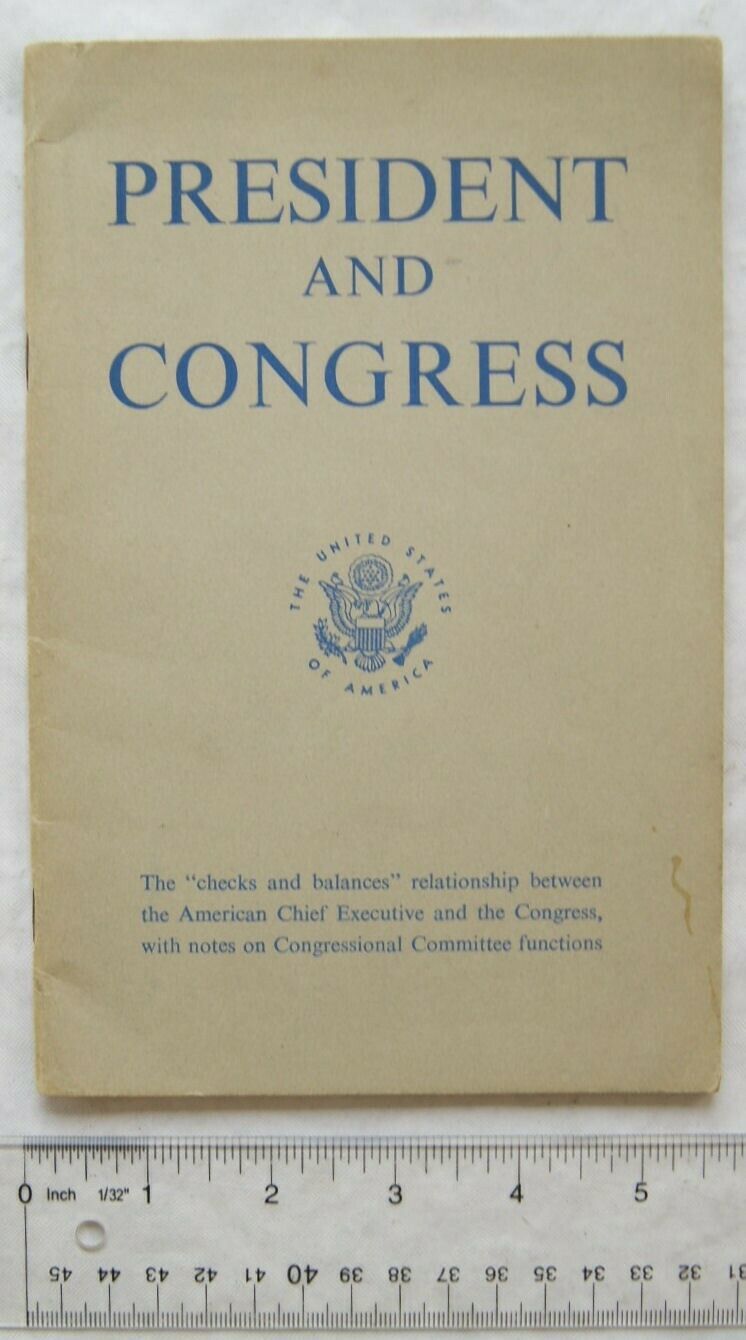 PRESIDENT
AND
CONGRESS
THE UNITED STATES
OF AMERICA
The “checks and balances” relationship between
the American Chief Executive and the Congress,
with notes on Congressional Committee functions
0 Inch 1/32" 1 2 3 4 5
45 44 43 42 41 40 39 38 37 36 35 34 33 32 31